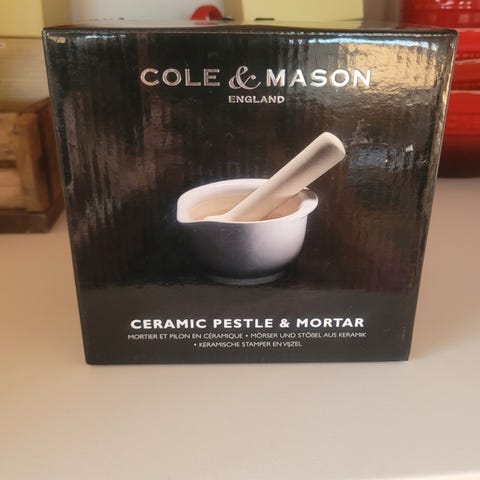 COLE & MASON
ENGLAND
CERAMIC PESTLE & MORTAR
MORTIER ET PILON EN CÉRAMIQUE • MÖRSER UND STÖßEL AUS KERAMIK
• KERAMISCHE STAMPER EN VIJZEL